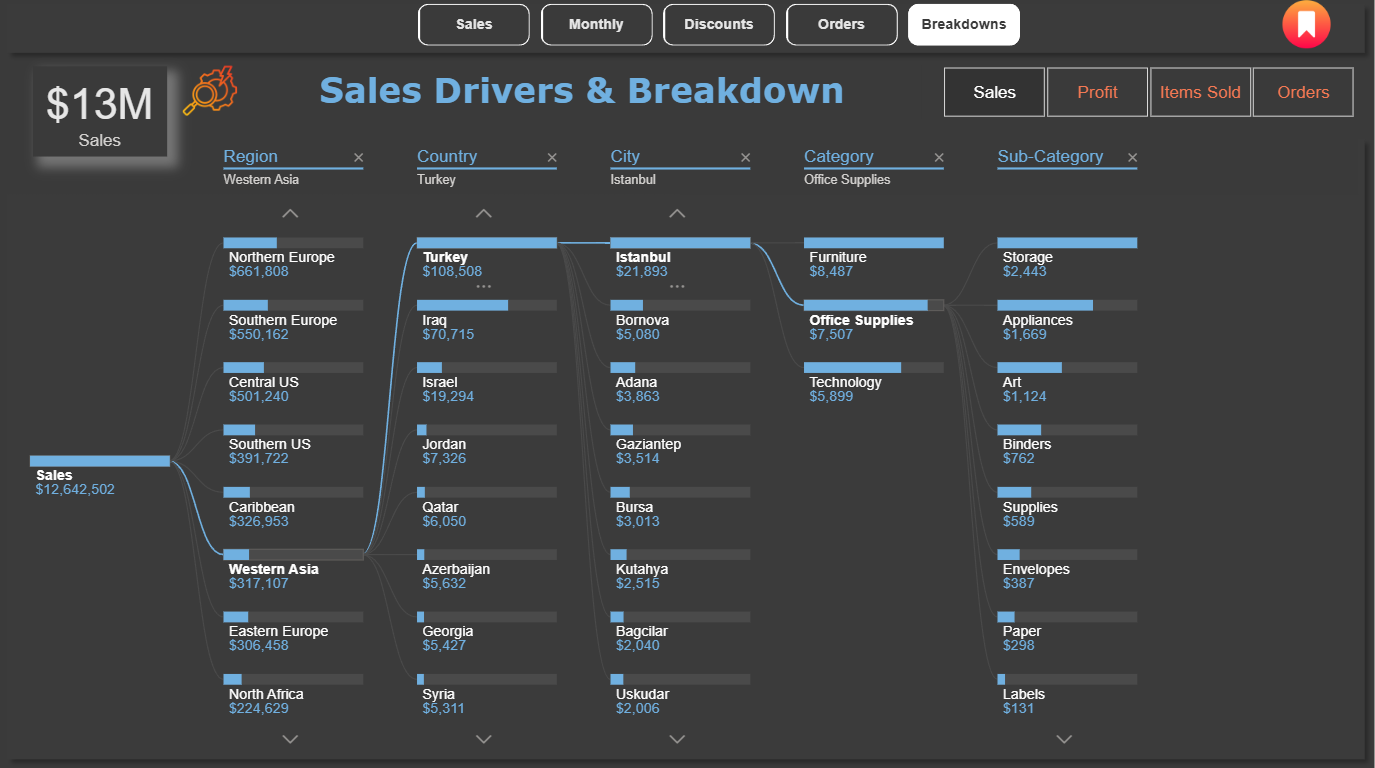 Sales
Monthly
Discounts
Orders
Breakdowns
$13M
Sales
Sales Drivers & Breakdown
Sales
Profit
Items Sold
Orders
Region
Western Asia
Country
Turkey
City
Istanbul
Category
Office Supplies
Sub-Category
Sales
$12,642,502
Northern Europe
$661,808
Southern Europe
$550,162
Central US
$501,240
Southern US
$391,722
Caribbean
$326,953
Western Asia
$317,107
Eastern Europe
$306,458
North Africa
$224,629
Turkey
$108,508
Iraq
$70,715
Israel
$19,294
Jordan
$7,326
Qatar
$6,050
Azerbaijan
$5,632
Georgia
$5,427
Syria
$5,311
Istanbul
$21,893
Bornova
$5,080
Adana
$3,863
Gaziantep
$3,514
Bursa
$3,013
Kutahya
$2,515
Bagcilar
$2,040
Uskudar
$2,006
Furniture
$8,487
Office Supplies
$7,507
Technology
$5,899
Storage
$2,443
Appliances
$1,669
Art
$1,124
Binders
$762
Supplies
$589
Envelopes
$387
Paper
$298
Labels
$131